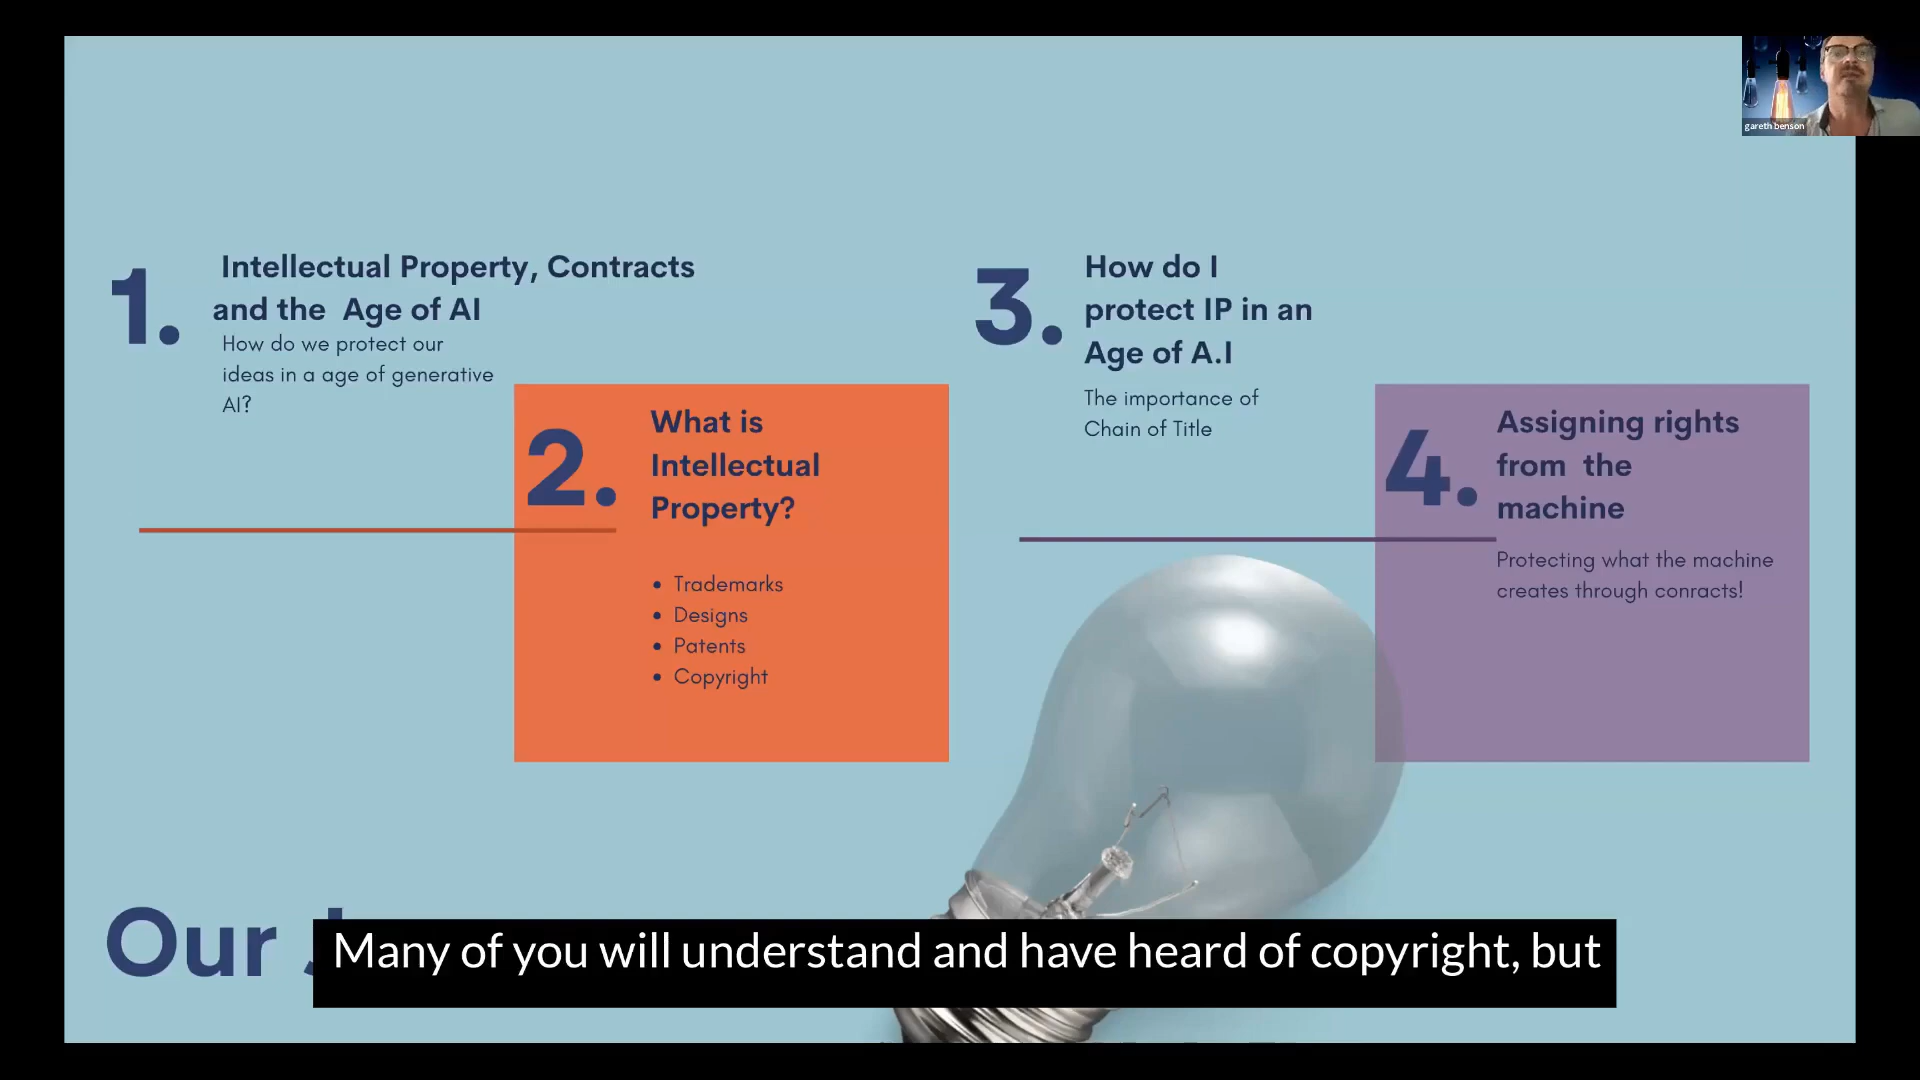 gareth benson
1.
Intellectual Property, Contracts
and the Age of AI
How do we protect our
ideas in a age of generative
AI?
2.
What is
Intellectual
Property?
• Trademarks
• Designs
• Patents
• Copyright
3.
How do I
protect IP in an
Age of A.I
The importance of
Chain of Title
4.
Assigning rights
from the
machine
Protecting what the machine
creates through conracts!
Our
Many of you will understand and have heard of copyright, but